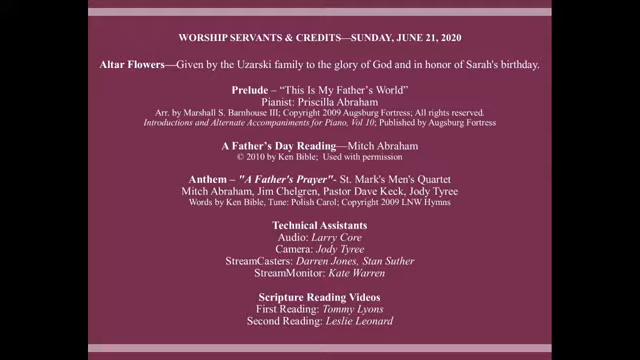 WORSHIP SERVANTS & CREDITS—SUNDAY, JUNE 21, 2020
Altar Flowers—Given by the Uzarski family to the glory of God and in honor of Sarah's birthday.
Prelude – “This Is My Father’s World”
Pianist: Priscilla Abraham
Arr. by Marshall S. Barnhouse III; Copyright 2009 Augsburg Fortress; All rights reserved.
Introductions and Alternate Accompaniments for Piano, Vol 10; Published by Augsburg Fortress
A Father’s Day Reading—Mitch Abraham
© 2010 by Ken Bible; Used with permission
Anthem – "A Father's Prayer"- St. Mark's Men's Quartet
Mitch Abraham, Jim Chelgren, Pastor Dave Keck, Jody Tyree
Words by Ken Bible, Tune: Polish Carol; Copyright 2009 LNW Hymns
Technical Assistants
Audio: Larry Core
Camera: Jody Tyree
StreamCasters: Darren Jones, Stan Suther
StreamMonitor: Kate Warren
Scripture Reading Videos
First Reading: Tommy Lyons
Second Reading: Leslie Leonard